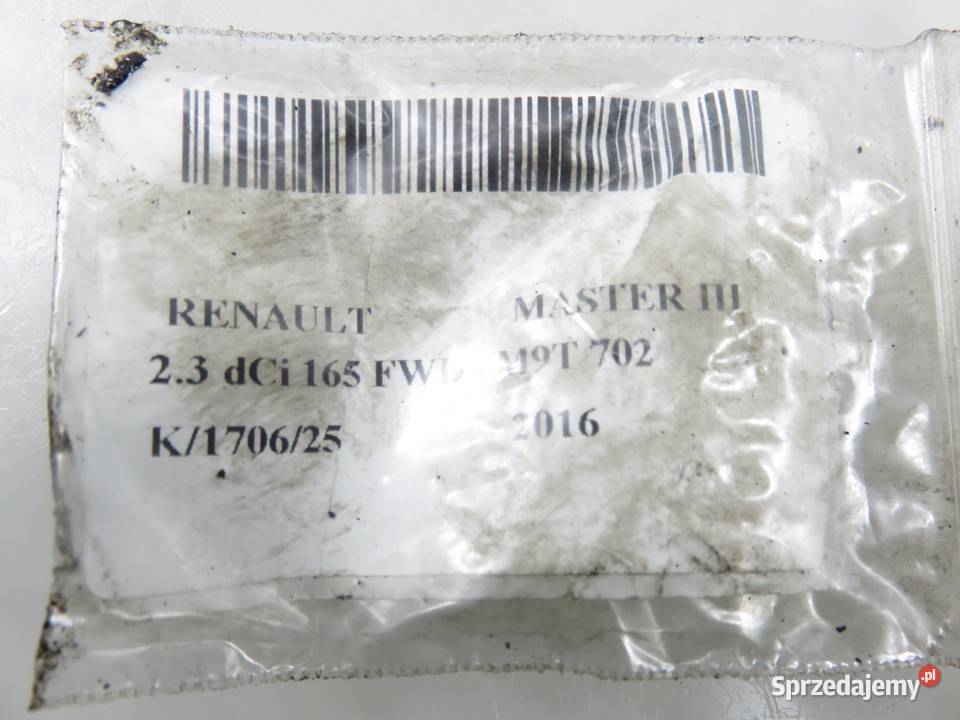 RENAULT MASTER III
2.3 dCi 165 FWD M9T 702
K/1706/25 2016
Sprzedajemy.pl